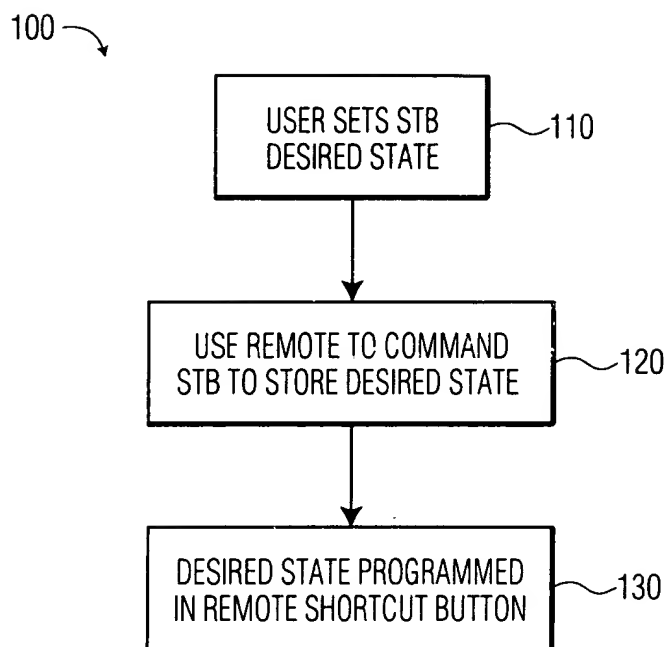 100
USER SETS STB
DESIRED STATE
110
USE REMOTE TO COMMAND
STB TO STORE DESIRED STATE
120
DESIRED STATE PROGRAMMED
IN REMOTE SHORTCUT BUTTON
130